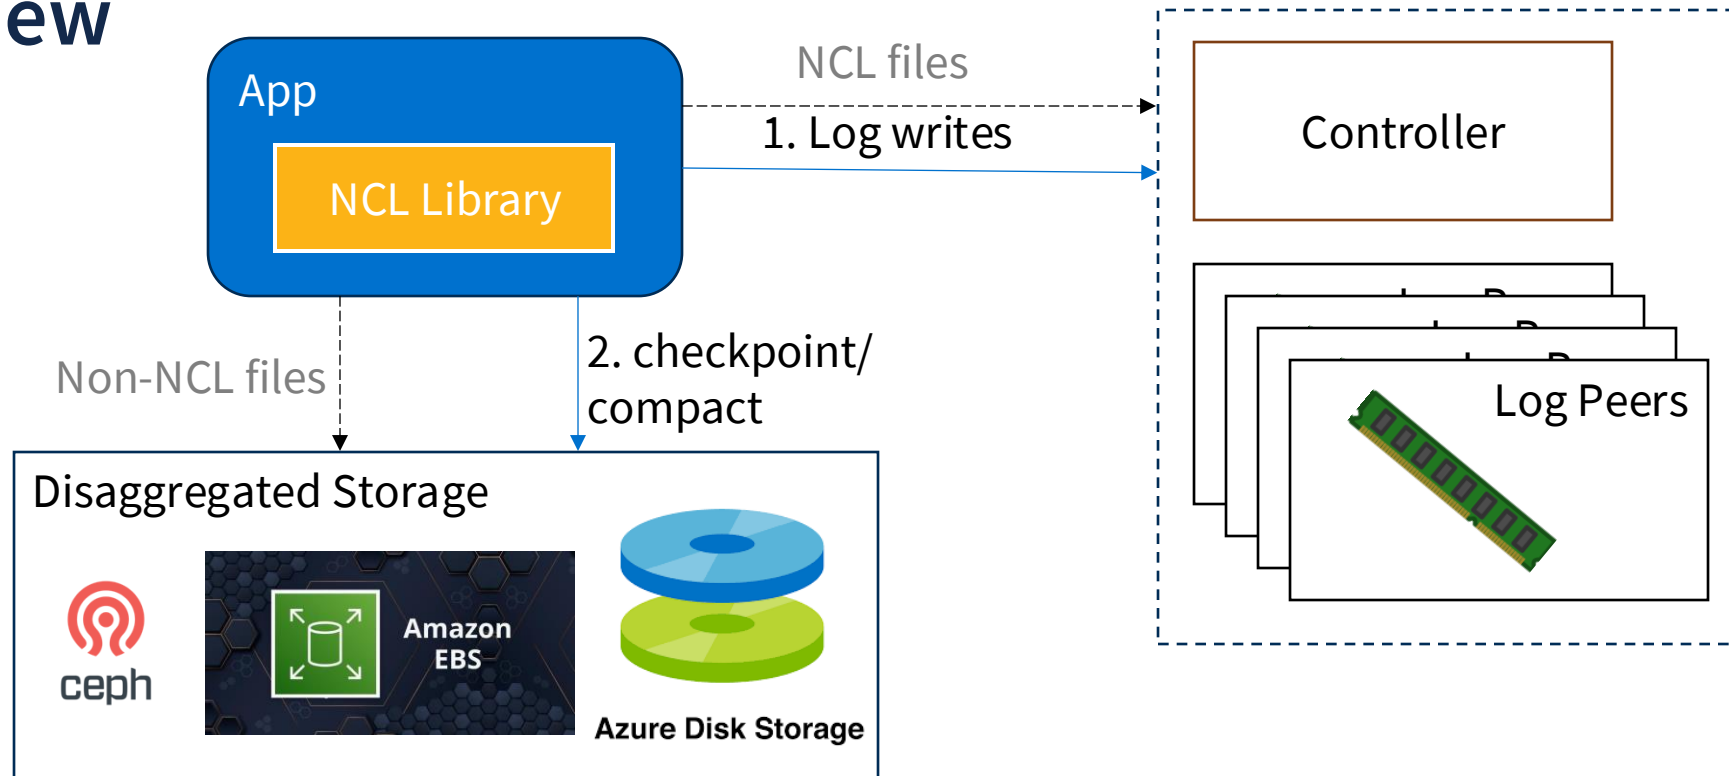 ew
App
NCL Library
NCL files
1. Log writes
Controller
Log Peers
Non-NCL files
2. checkpoint/
compact
Disaggregated Storage
ceph
Amazon
EBS
Azure Disk Storage